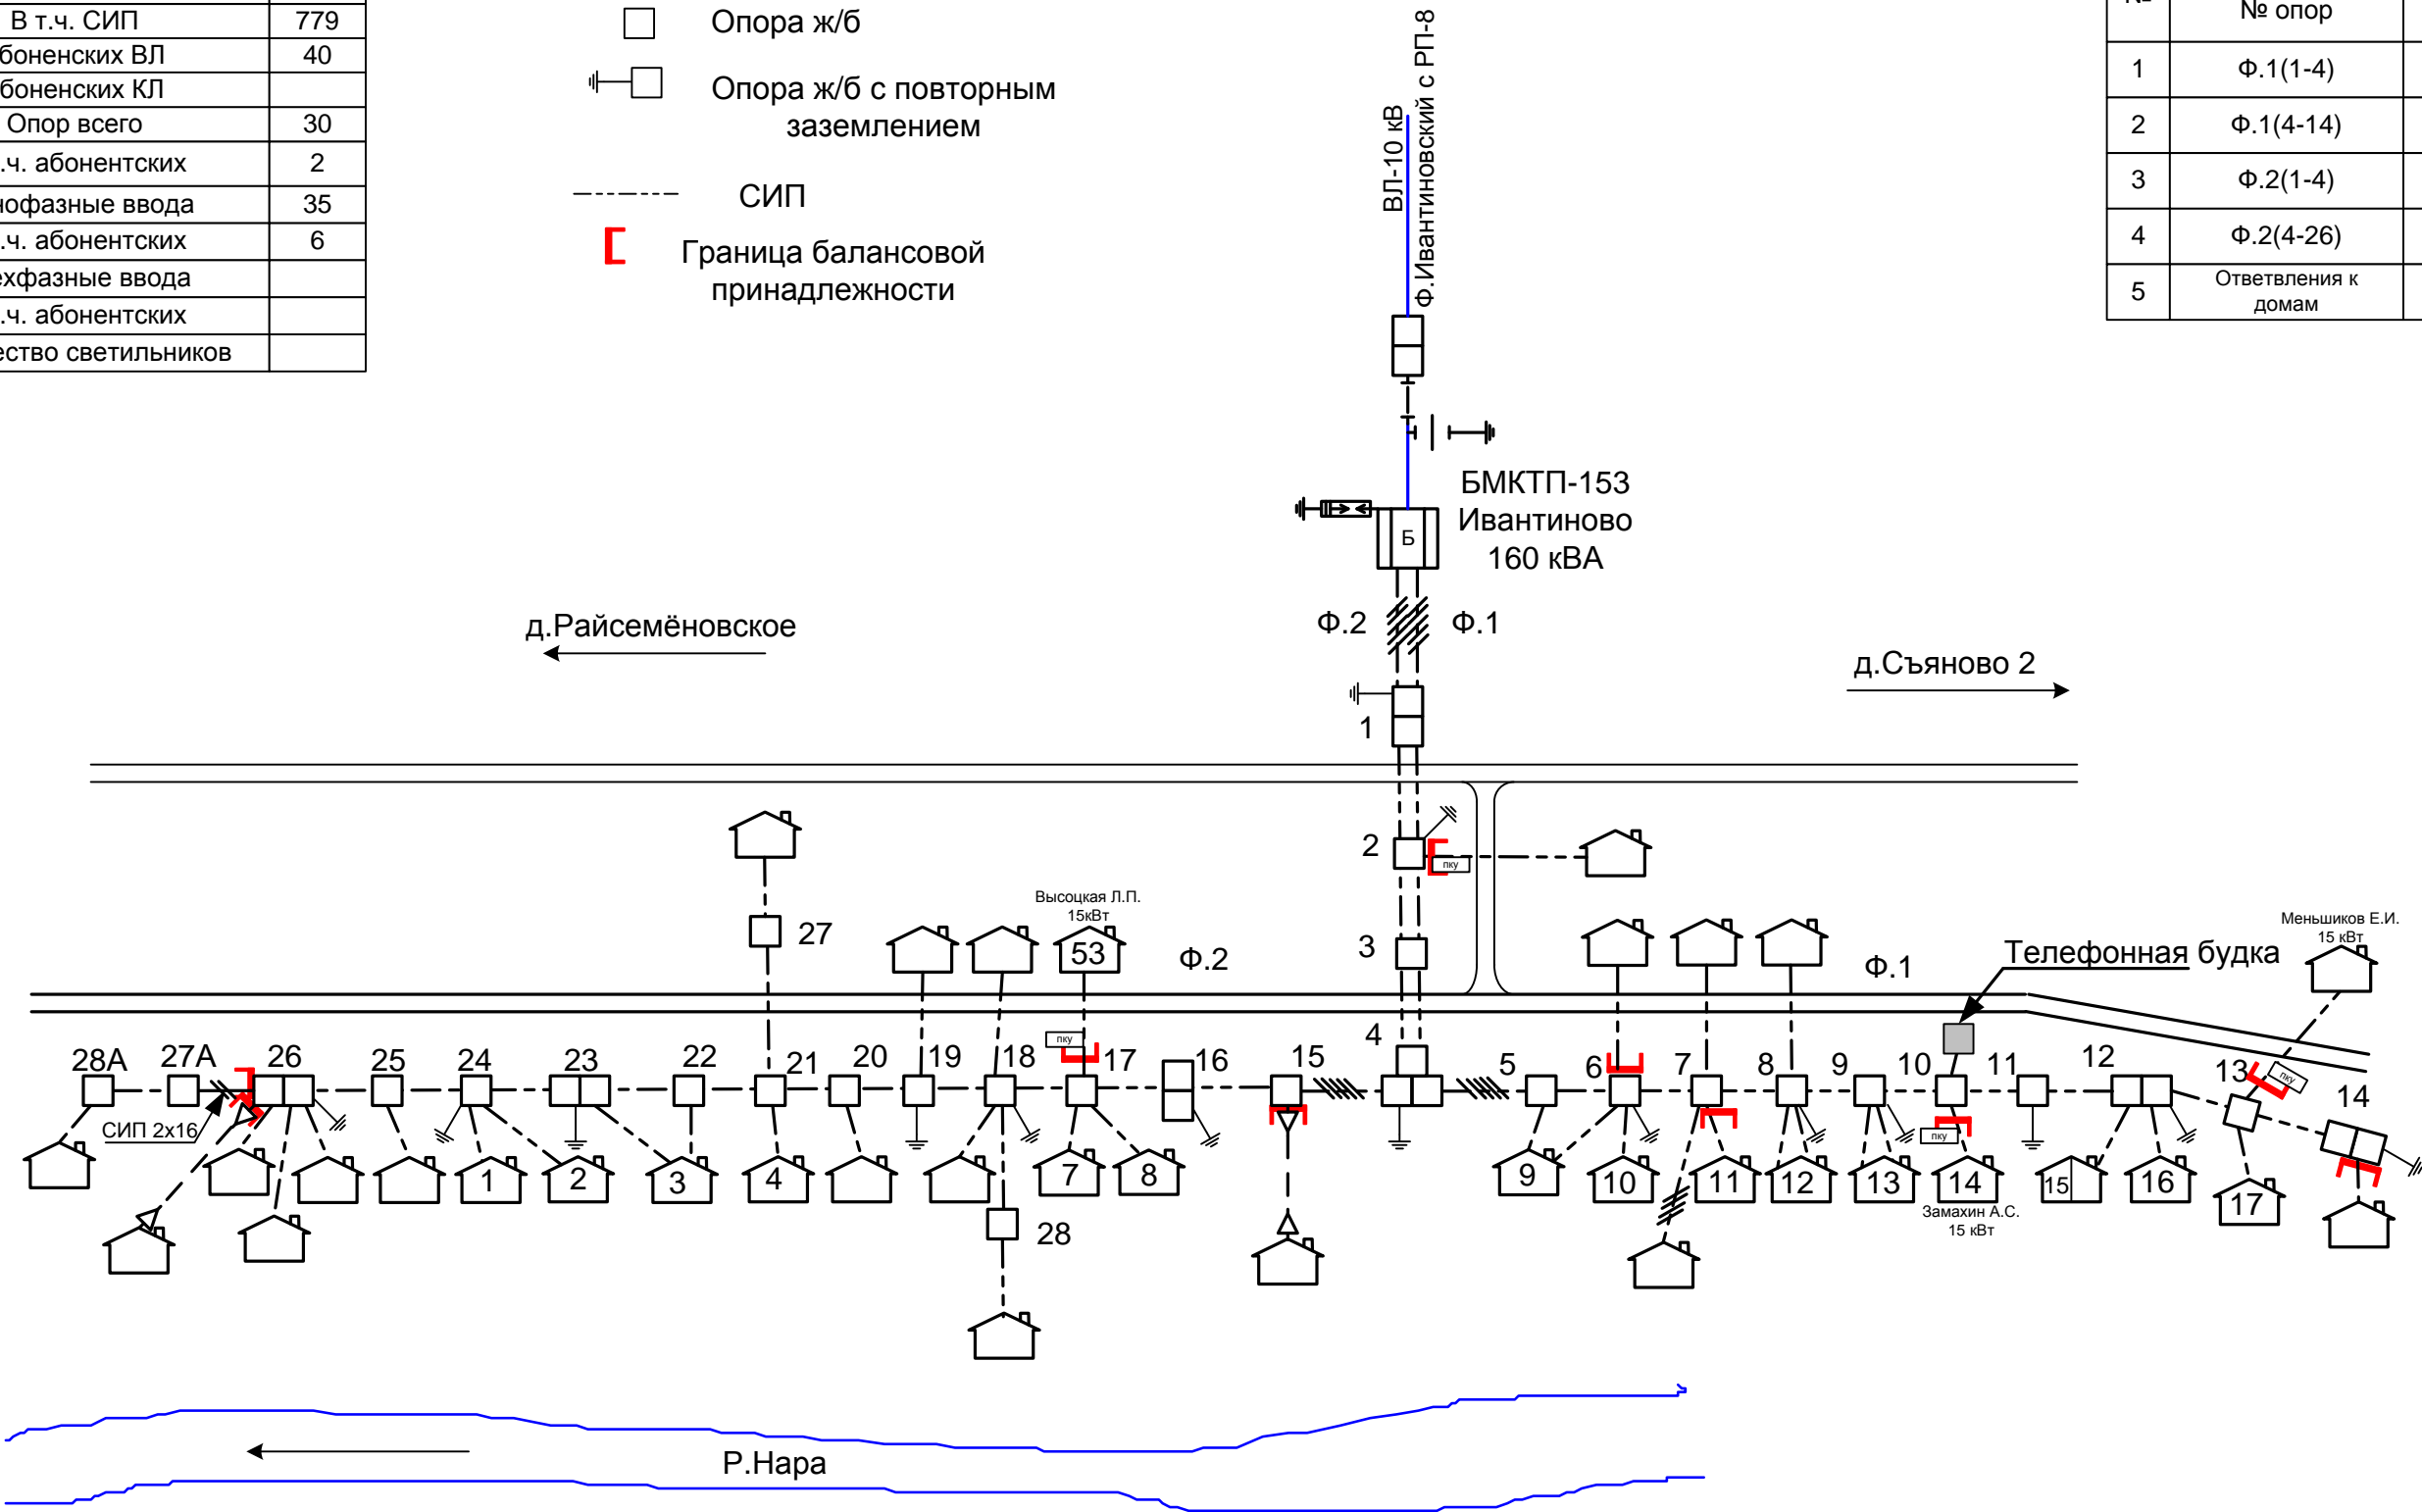 В т.ч. СИП 779
боненских ВЛ 40
боненских КЛ
Опор всего 30
.ч. абонентских 2
нофазные ввода 35
.ч. абонентских 6
ехфазные ввода
.ч. абонентских
ество светильников
Опора ж/б
Опора ж/б с повторным
заземлением
СИП
Граница балансовой
принадлежности
ВЛ-10 кВ
Ф.Ивантиновский с РП-8
№ опор
1 Ф.1(1-4)
2 Ф.1(4-14)
3 Ф.2(1-4)
4 Ф.2(4-26)
5 Ответвления к
домам
БМКТП-153
Ивантиново
160 кВА
Б
Ф.2 Ф.1
д.Райсемёновское
д.Съяново 2
1
2
пку
27
Высоцкая Л.П.
15кВт
53
Ф.2
3
Ф.1
Телефонная будка
Меньшиков Е.И.
15 кВт
28А 27А 26 25 24 23 22 21 20 19 18 пку 17 16 15 4 5 6 7 8 9 10 11 12 13 пку 14
СИП 2х16
пку
1 2 3 4 7 8 9 10 11 12 13 14 15 16 17
Замахин А.С.
15 кВт
28
Р.Нара